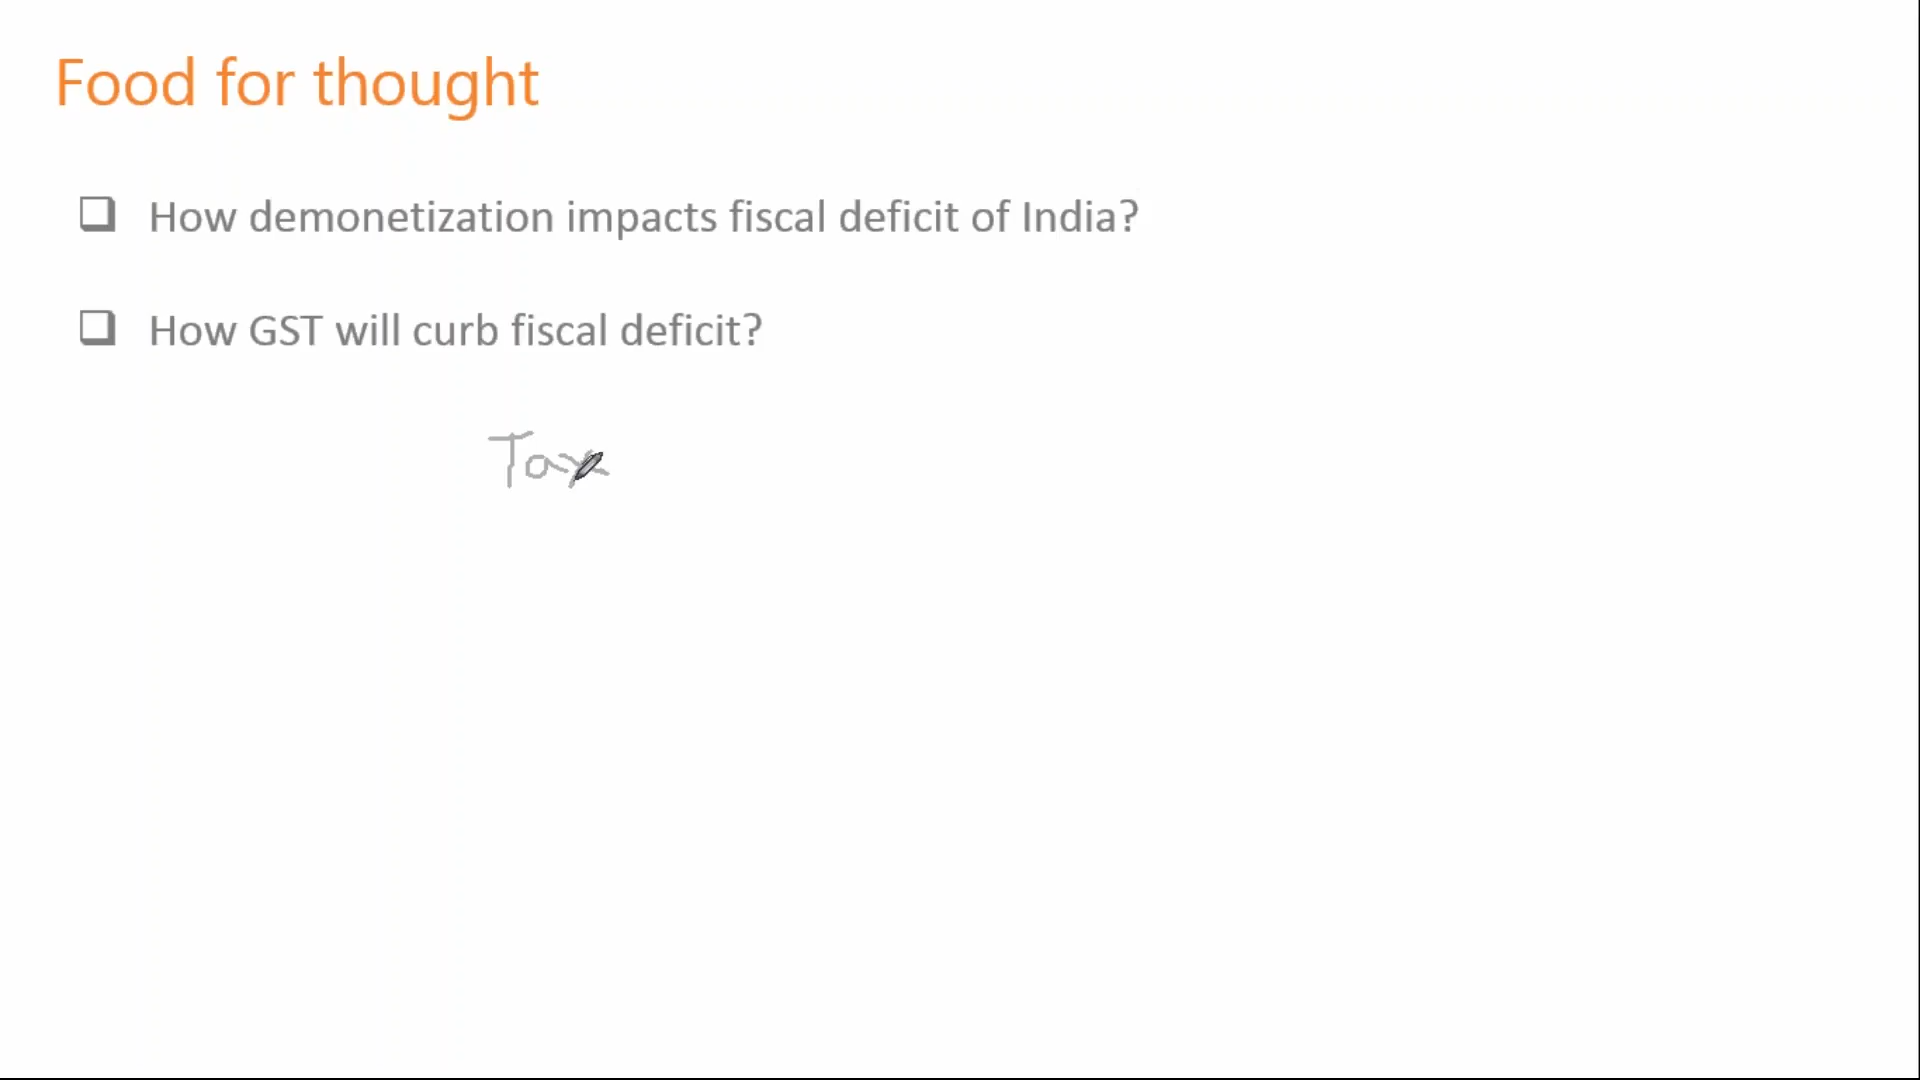 Food for thought
How demonetization impacts fiscal deficit of India?
How GST will curb fiscal deficit?
Tax